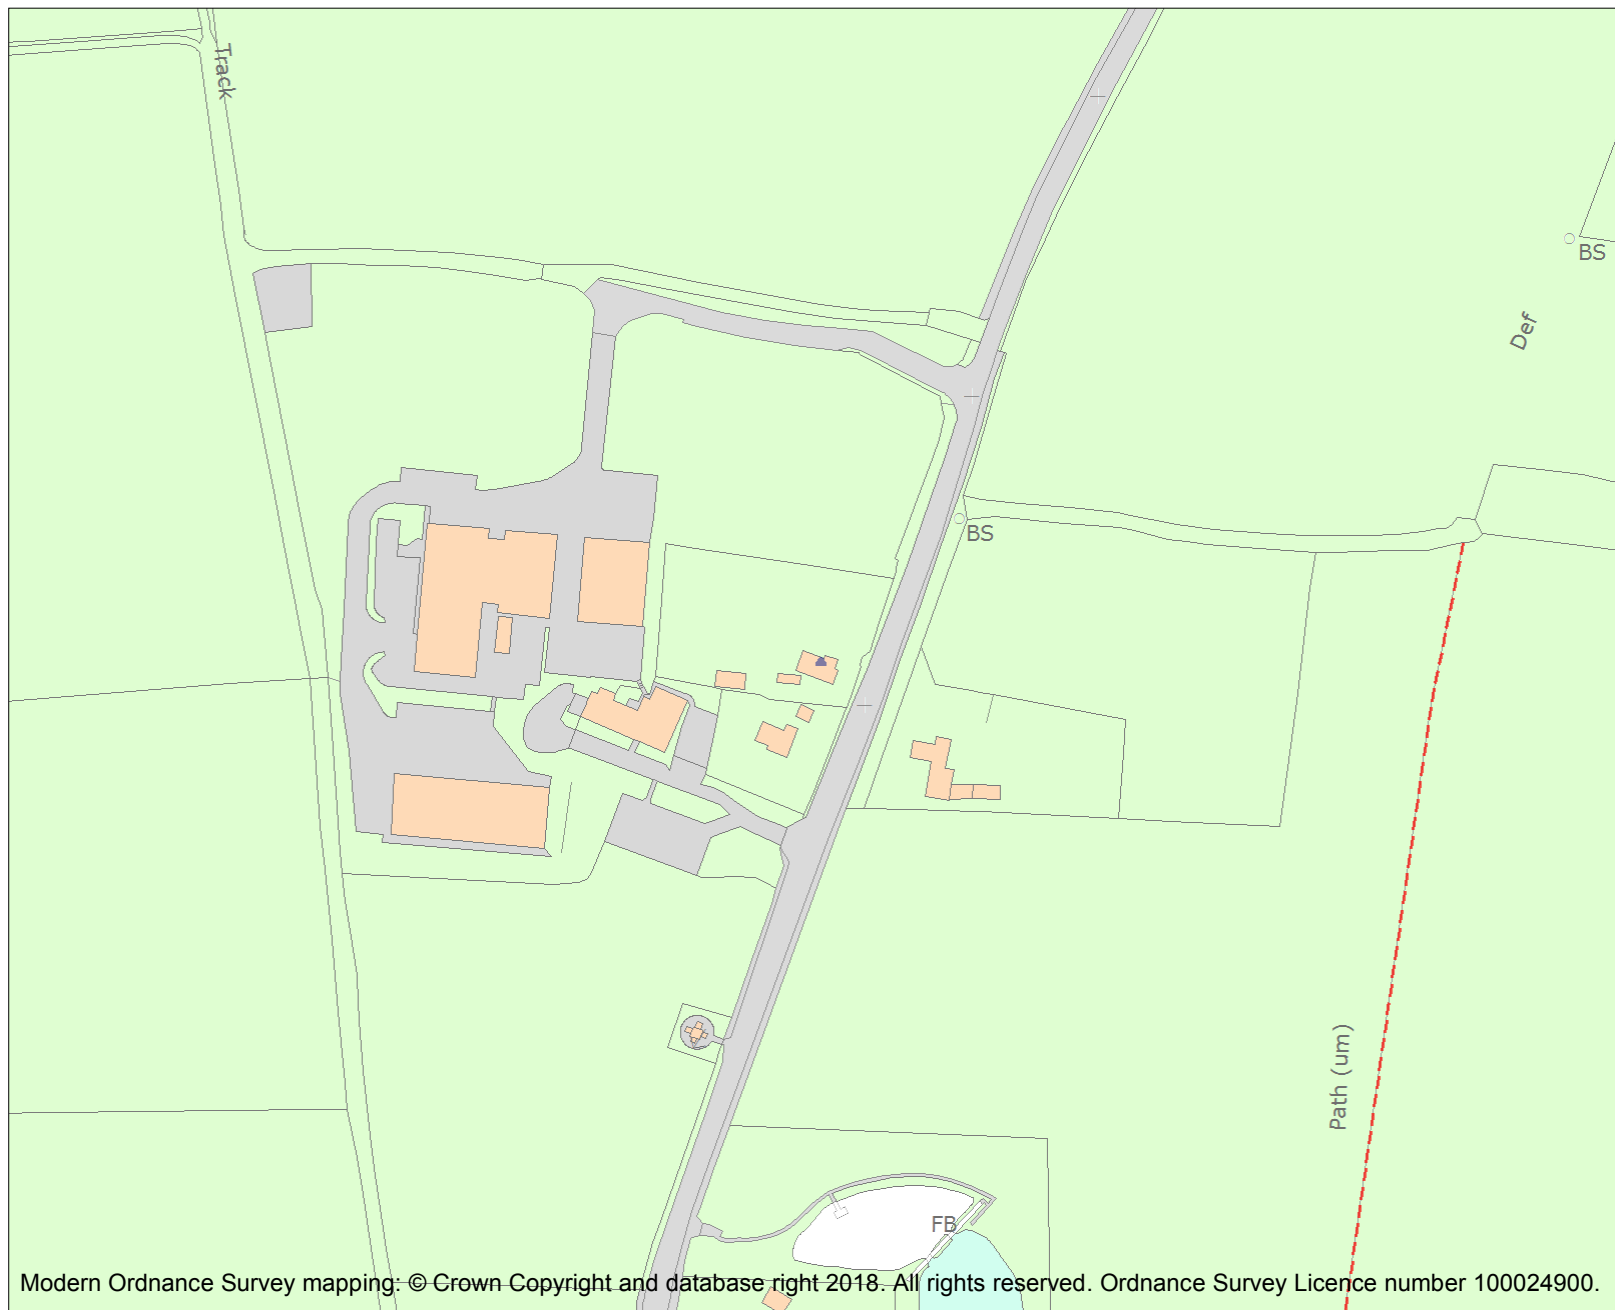 Track
BS
Def
BS
Path (um)
FB
Modern Ordnance Survey mapping: © Crown Copyright and database right 2018. All rights reserved. Ordnance Survey Licence number 100024900.